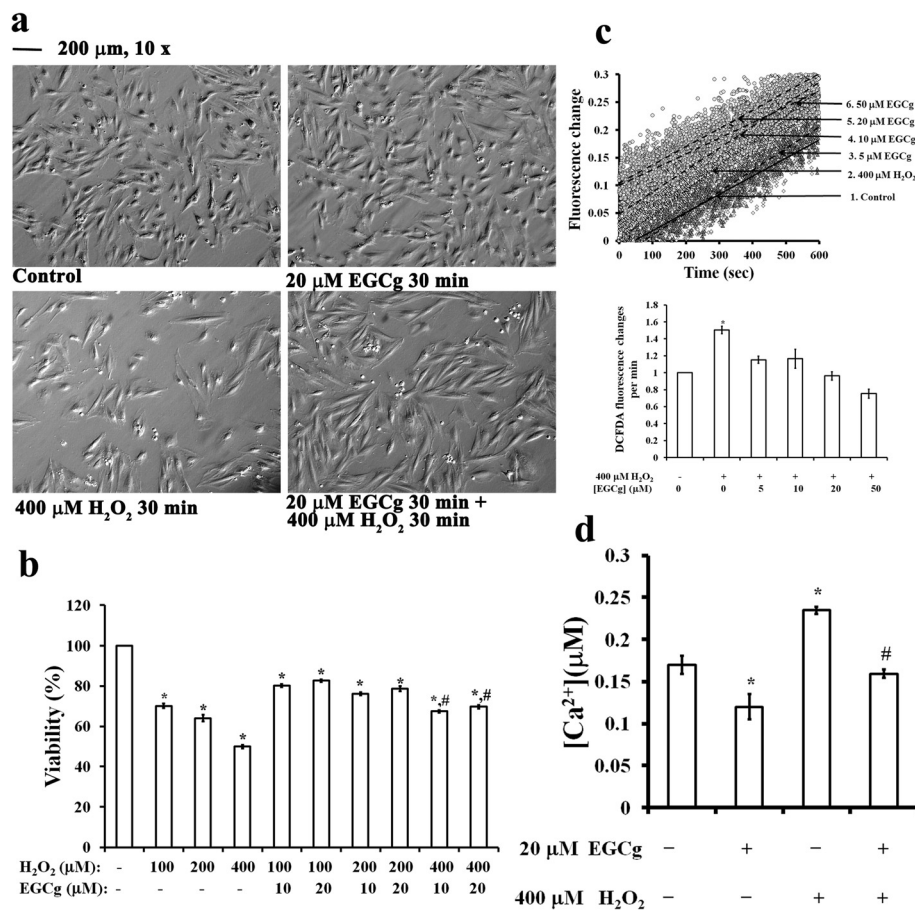 a
200 μm, 10 x
Control
20 μM EGCg 30 min
400 μM H₂O₂ 30 min
20 μM EGCg 30 min +
400 μM H₂O₂ 30 min
b
Viability (%)
120
100
80
60
40
20
0
H₂O₂ (μM): - 100 200 400 100 100 200 200 400 400
EGCg (μM): - - - - 10 20 10 20 10 20
* * * * * * * *,# *,#
c
Fluorescence change
0.3
0.25
0.2
0.15
0.1
0.05
0
0 100 200 300 400 500 600
Time (sec)
6. 50 μM EGCg
5. 20 μM EGCg
4. 10 μM EGCg
3. 5 μM EGCg
2. 400 μM H₂O₂
1. Control
DCFDA fluorescence changes
per min
1.8
1.6
1.4
1.2
1
0.8
0.6
0.4
0.2
0
*
400 μM H₂O₂ - + + + + +
[EGCg] (μM) 0 0 5 10 20 50
d
[Ca²⁺](μM)
0.3
0.25
0.2
0.15
0.1
0.05
0
* * #
20 μM EGCg − + − +
400 μM H₂O₂ − − + +